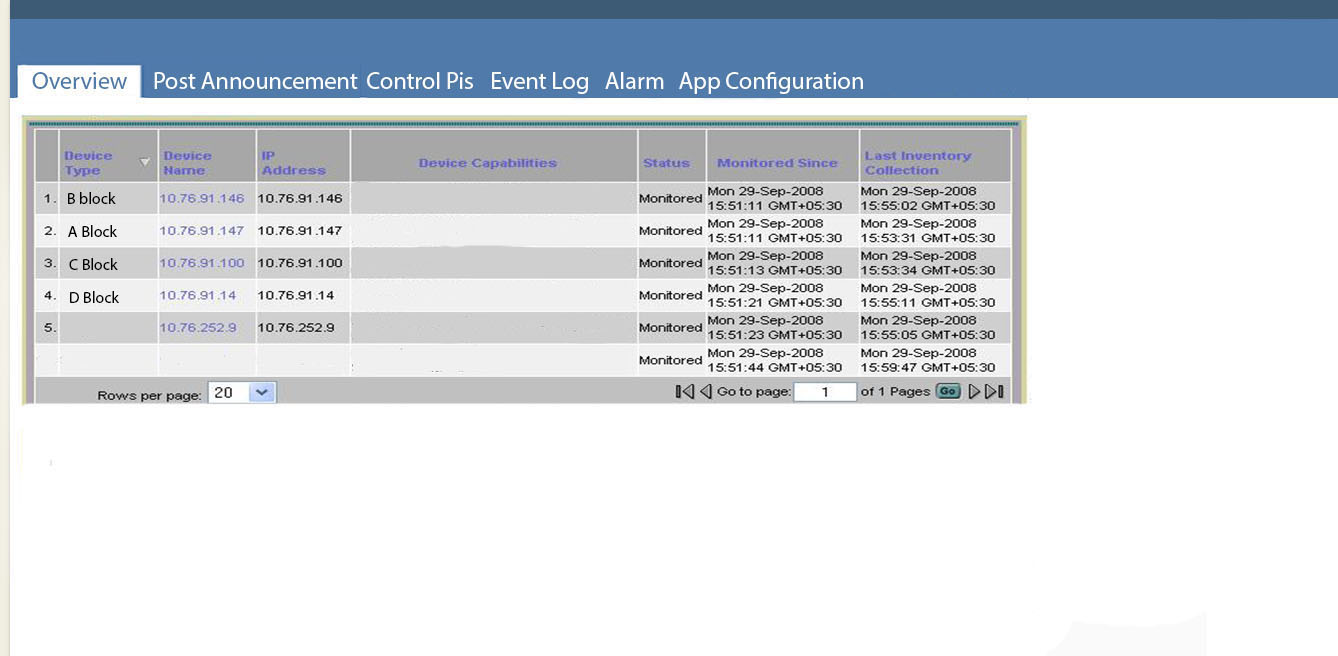 Overview Post Announcement Control Pis Event Log Alarm App Configuration
Device Type Device Name IP Address Device Capabilities Status Monitored Since Last Inventory Collection
1. B block 10.76.91.146 10.76.91.146 Monitored Mon 29-Sep-2008 15:51:11 GMT+05:30 Mon 29-Sep-2008 15:55:02 GMT+05:30
2. A Block 10.76.91.147 10.76.91.147 Monitored Mon 29-Sep-2008 15:51:11 GMT+05:30 Mon 29-Sep-2008 15:53:31 GMT+05:30
3. C Block 10.76.91.100 10.76.91.100 Monitored Mon 29-Sep-2008 15:51:13 GMT+05:30 Mon 29-Sep-2008 15:53:34 GMT+05:30
4. D Block 10.76.91.14 10.76.91.14 Monitored Mon 29-Sep-2008 15:51:21 GMT+05:30 Mon 29-Sep-2008 15:55:11 GMT+05:30
5. 10.76.252.9 10.76.252.9 Monitored Mon 29-Sep-2008 15:51:23 GMT+05:30 Mon 29-Sep-2008 15:55:05 GMT+05:30
Monitored Mon 29-Sep-2008 15:51:44 GMT+05:30 Mon 29-Sep-2008 15:59:47 GMT+05:30
Rows per page: 20 Go to page: 1 of 1 Pages Go